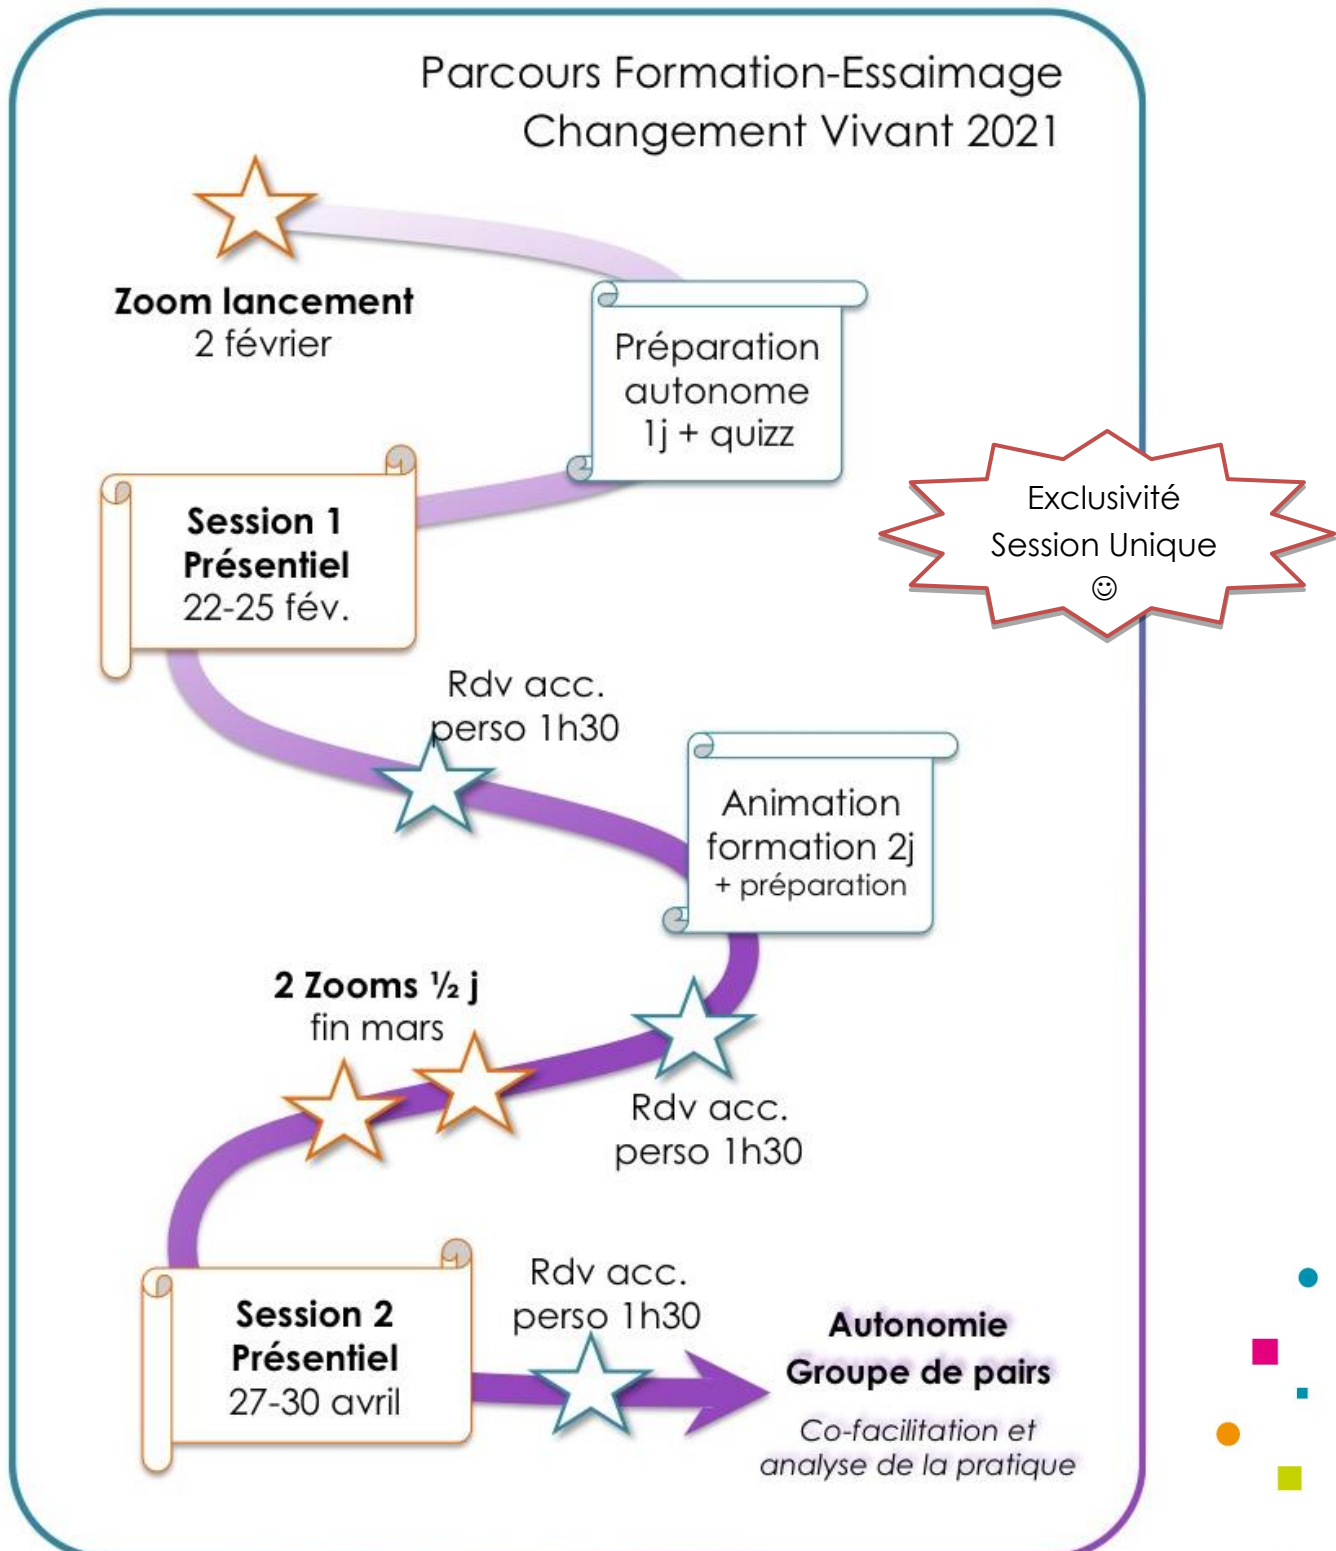 Parcours Formation-Essaimage
Changement Vivant 2021
Zoom lancement
2 février
Préparation
autonome
1j + quizz
Exclusivité
Session Unique
☺
Session 1
Présentiel
22-25 fév.
Rdv acc.
perso 1h30
Animation
formation 2j
+ préparation
2 Zooms ½ j
fin mars
Rdv acc.
perso 1h30
Session 2
Présentiel
27-30 avril
Rdv acc.
perso 1h30
Autonomie
Groupe de pairs
Co-facilitation et
analyse de la pratique